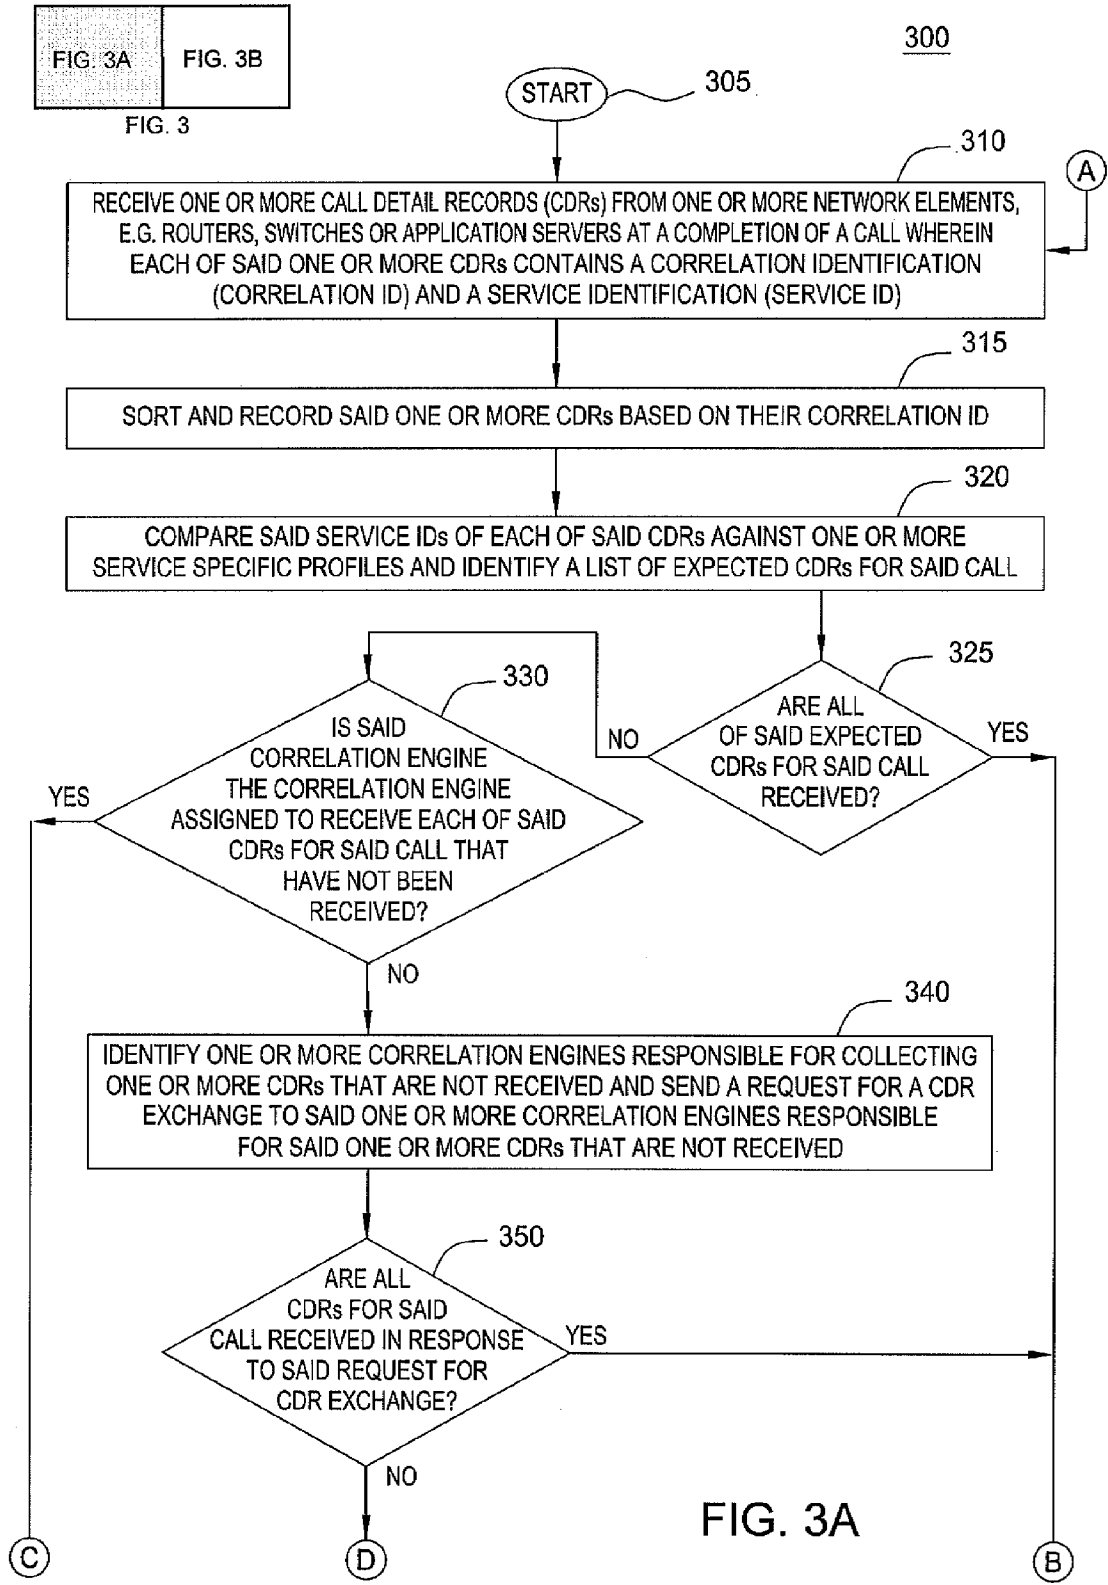 FIG. 3A
FIG. 3B
FIG. 3
300
START
305
310
A
RECEIVE ONE OR MORE CALL DETAIL RECORDS (CDRs) FROM ONE OR MORE NETWORK ELEMENTS,
E.G. ROUTERS, SWITCHES OR APPLICATION SERVERS AT A COMPLETION OF A CALL WHEREIN
EACH OF SAID ONE OR MORE CDRs CONTAINS A CORRELATION IDENTIFICATION
(CORRELATION ID) AND A SERVICE IDENTIFICATION (SERVICE ID)
315
SORT AND RECORD SAID ONE OR MORE CDRs BASED ON THEIR CORRELATION ID
320
COMPARE SAID SERVICE IDs OF EACH OF SAID CDRs AGAINST ONE OR MORE
SERVICE SPECIFIC PROFILES AND IDENTIFY A LIST OF EXPECTED CDRs FOR SAID CALL
325
ARE ALL
OF SAID EXPECTED
CDRs FOR SAID CALL
RECEIVED?
NO
YES
330
IS SAID
CORRELATION ENGINE
THE CORRELATION ENGINE
ASSIGNED TO RECEIVE EACH OF SAID
CDRs FOR SAID CALL THAT
HAVE NOT BEEN
RECEIVED?
YES
NO
340
IDENTIFY ONE OR MORE CORRELATION ENGINES RESPONSIBLE FOR COLLECTING
ONE OR MORE CDRs THAT ARE NOT RECEIVED AND SEND A REQUEST FOR A CDR
EXCHANGE TO SAID ONE OR MORE CORRELATION ENGINES RESPONSIBLE
FOR SAID ONE OR MORE CDRs THAT ARE NOT RECEIVED
350
ARE ALL
CDRs FOR SAID
CALL RECEIVED IN RESPONSE
TO SAID REQUEST FOR
CDR EXCHANGE?
YES
NO
FIG. 3A
C
D
B